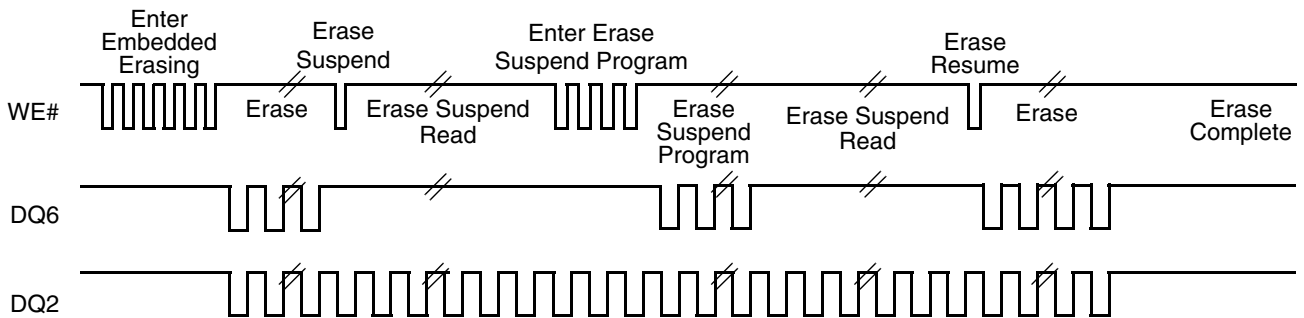 Enter
Embedded
Erasing
Erase
Suspend
Enter Erase
Suspend Program
Erase
Resume
WE#
Erase
Erase Suspend
Read
Erase
Suspend
Program
Erase Suspend
Read
Erase
Erase
Complete
DQ6
DQ2